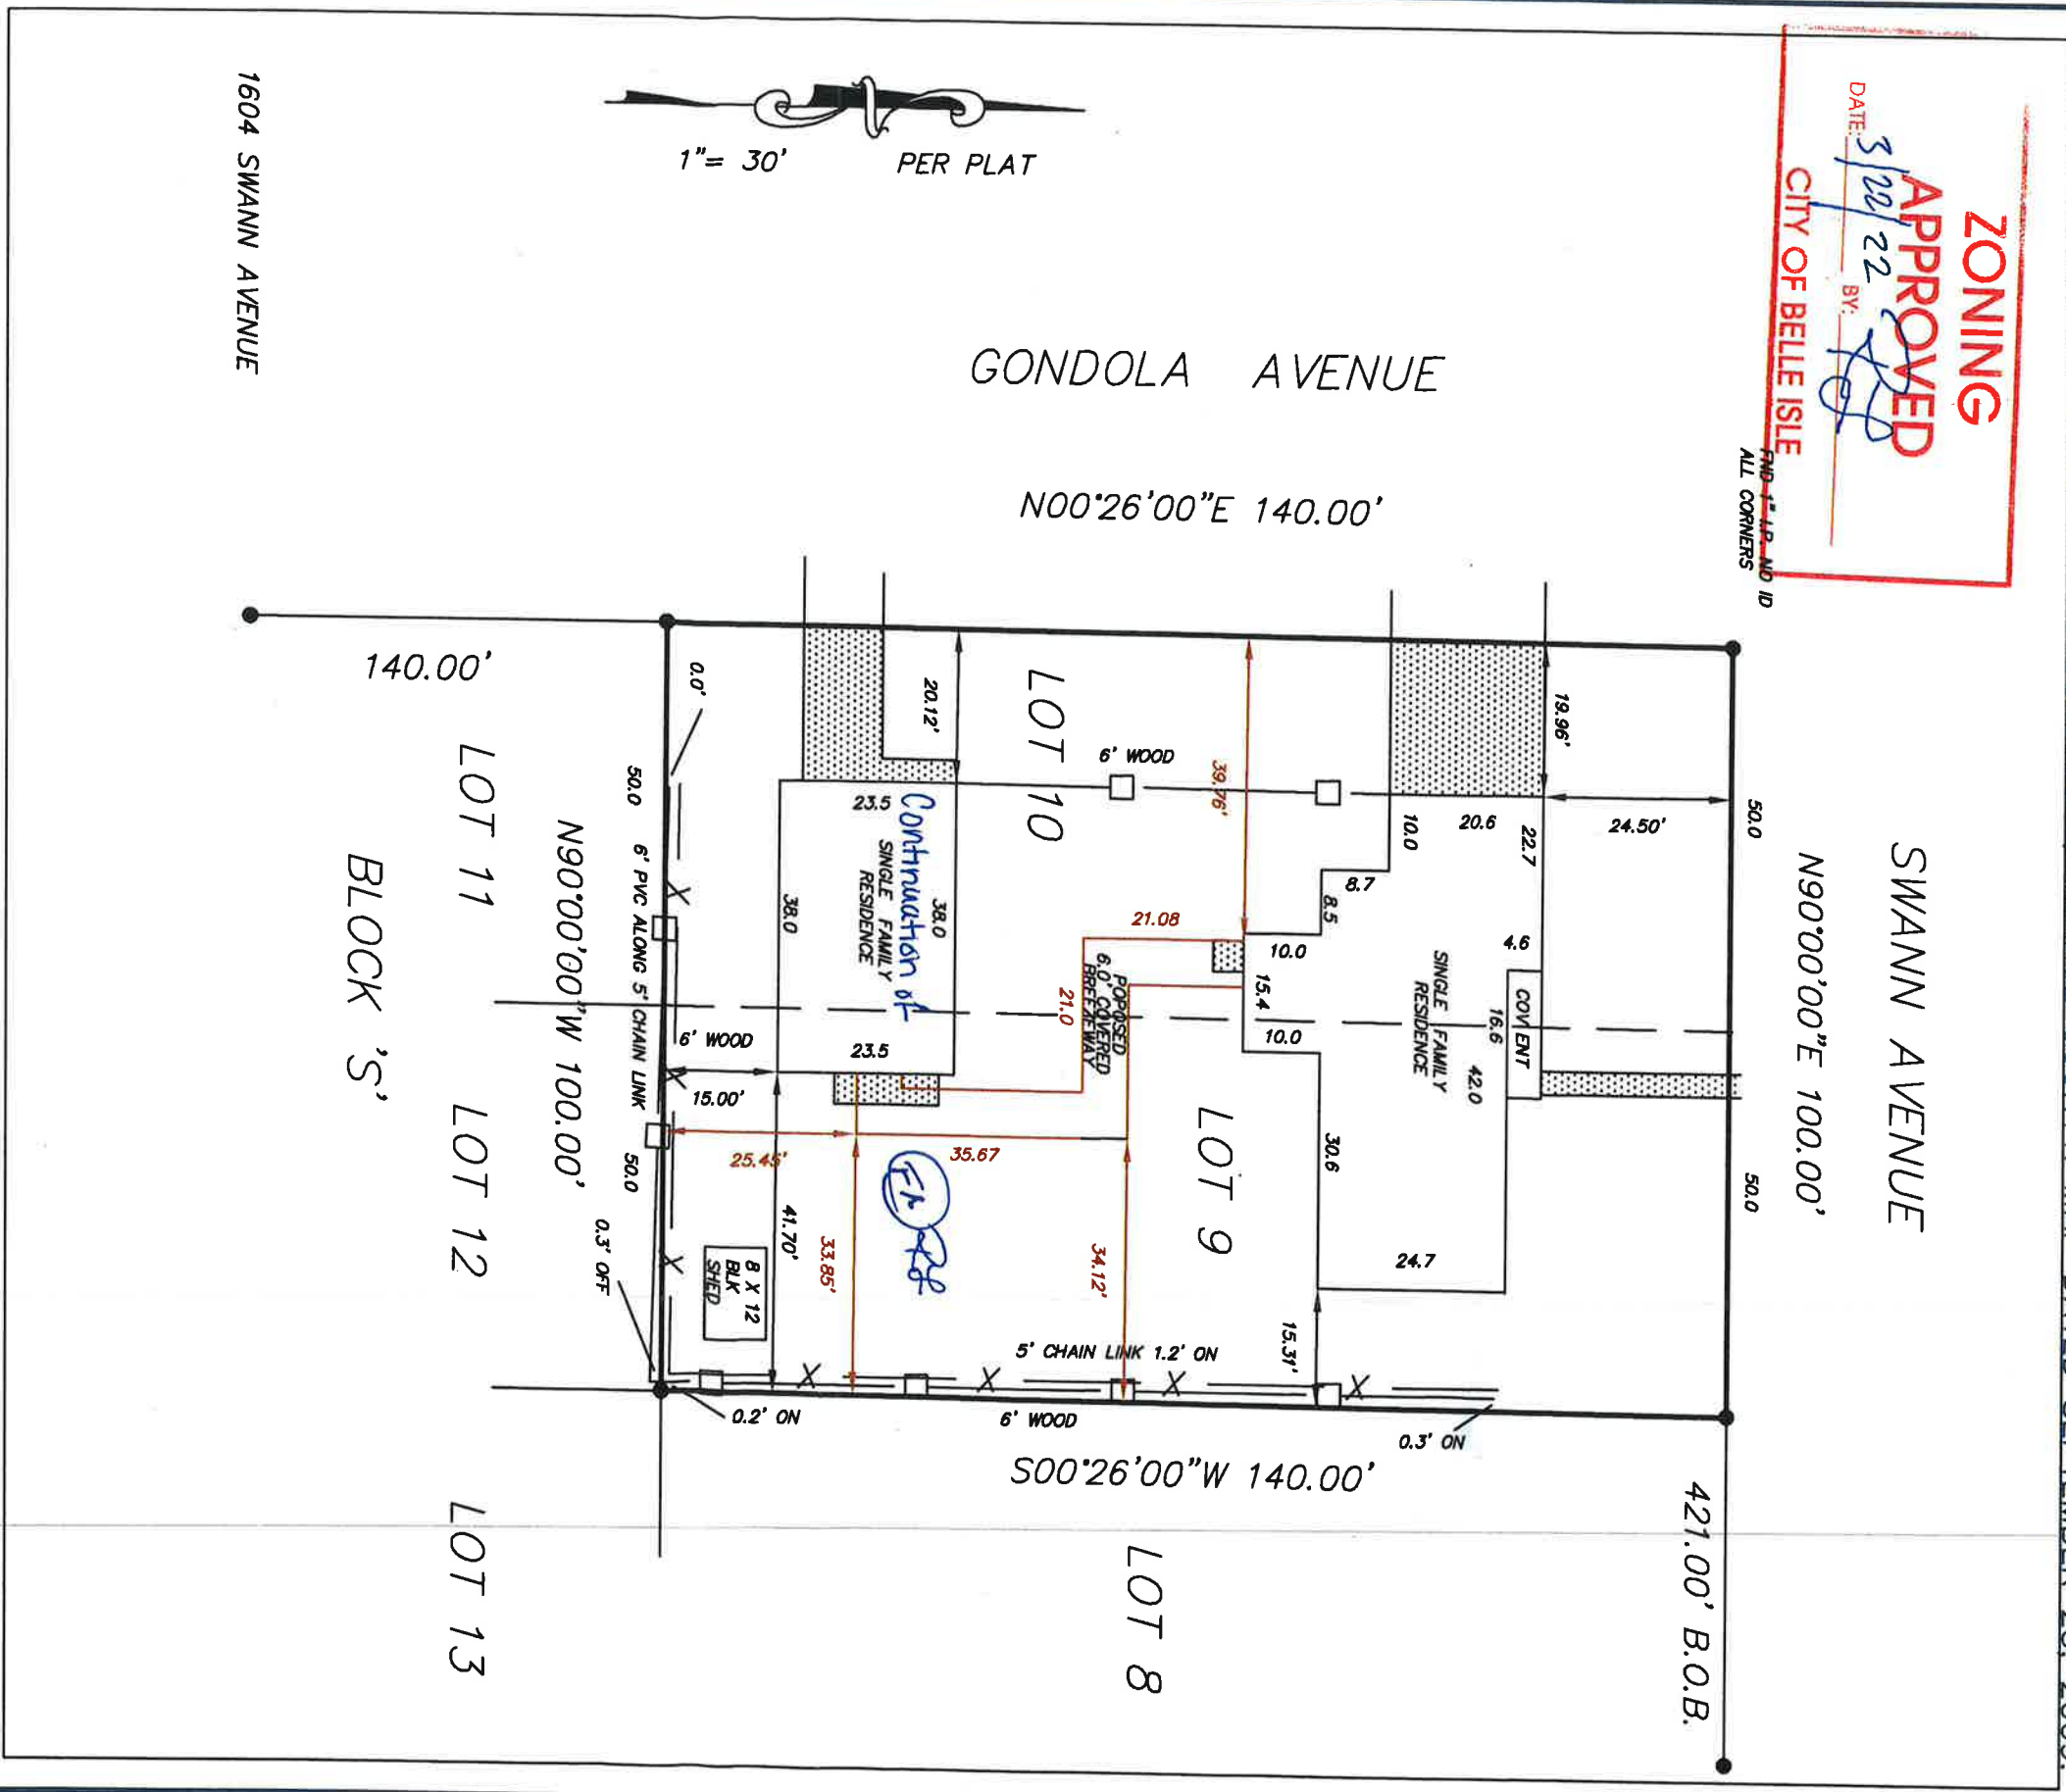 ZONING
APPROVED
DATE: 3/22/22 BY:
CITY OF BELLE ISLE
FND 1" I.P. NO ID
ALL CORNERS
1"= 30' PER PLAT
1604 SWANN AVENUE
GONDOLA AVENUE
N00°26'00"E 140.00'
SWANN AVENUE
N90°00'00"E 100.00'
50.0
50.0
421.00' B.O.B.
140.00'
0.0'
20.12'
LOT 10
6' WOOD
39.76'
19.96'
24.50'
22.7
20.6
10.0
8.7
8.5
10.0
15.4
10.0
4.6
COV ENT
16.6
42.0
SINGLE FAMILY
RESIDENCE
30.6
24.7
15.31'
21.08
POPOSED
6.0' COVERED
BREEZEWAY
21.0
23.5
Continuation of
SINGLE FAMILY
RESIDENCE
38.0
38.0
23.5
6' WOOD
15.00'
25.45'
35.67
41.70'
33.85'
34.12'
LOT 9
8 X 12
BLK
SHED
5' CHAIN LINK 1.2' ON
0.2' ON
6' WOOD
0.3' ON
0.3' OFF
50.0
6' PVC ALONG 5' CHAIN LINK
50.0
N90°00'00"W 100.00'
S00°26'00"W 140.00'
LOT 11
LOT 12
LOT 13
LOT 8
BLOCK 'S'